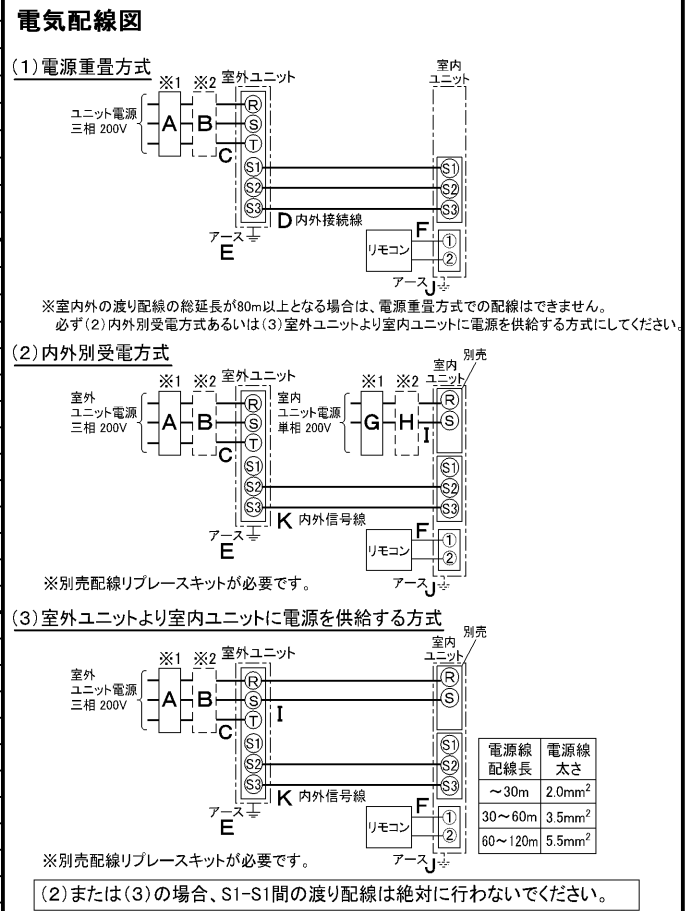 電気配線図
(1)電源重畳方式
※1 ※2 室外ユニット
室内
ユニット
ユニット電源
三相 200V
A B C
R
S
T
S1
S2
S3
S1
S2
S3
D 内外接続線
アース
E
リモコン
F
1
2
アース J
※室内外の渡り配線の総延長が80m以上となる場合は、電源重畳方式での配線はできません。
必ず(2)内外別受電方式あるいは(3)室外ユニットより室内ユニットに電源を供給する方式にしてください。
(2)内外別受電方式
※1 ※2 室外ユニット
※1 ※2
室内
ユニット
別売
室外
ユニット電源
三相 200V
A B C
R
S
T
S1
S2
S3
室内
ユニット電源
単相 200V
G H I
R
S
S1
S2
S3
K 内外信号線
アース
E
リモコン
F
1
2
アース J
※別売配線リプレースキットが必要です。
(3)室外ユニットより室内ユニットに電源を供給する方式
※1 ※2 室外ユニット
室内
ユニット
別売
室外
ユニット電源
三相 200V
A B C
R
S
T
S1
S2
S3
I
R
S
S1
S2
S3
K 内外信号線
アース
E
リモコン
F
1
2
アース J
※別売配線リプレースキットが必要です。
電源線配線長 電源線太さ
~30m 2.0mm²
30~60m 3.5mm²
60~120m 5.5mm²
(2)または(3)の場合、S1-S1間の渡り配線は絶対に行わないでください。